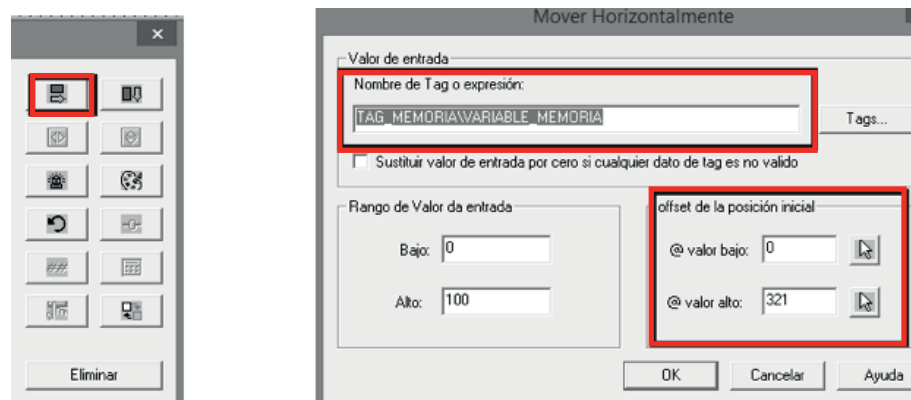 Eliminar
Mover Horizontalmente
Valor de entrada
Nombre de Tag o expresión:
TAG_MEMORIA\VARIABLE_MEMORIA
Tags...
Sustituir valor de entrada por cero si cualquier dato de tag es no valido
Rango de Valor da entrada
offset de la posición inicial
Bajo: 0
@ valor bajo: 0
Alto: 100
@ valor alto: 321
OK
Cancelar
Ayuda